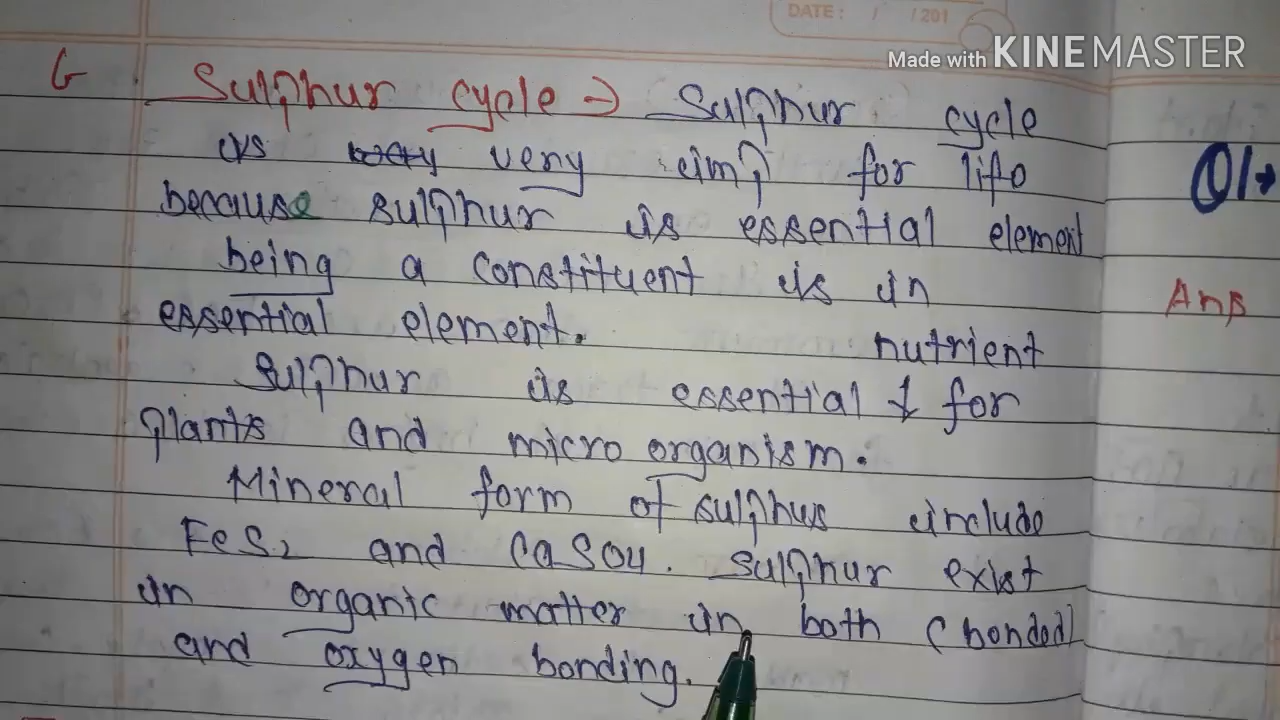 DATE: / /201
Made with KINEMASTER
G Sulphur cycle → Sulphur cycle
is very imp for life
because sulphur is essential element
being a constituent is in
essential element.
nutrient
Sulphur is essential for
plants and micro organism.
Mineral form of sulphus include
FeS2 and CaSO4. Sulphur exist
in organic matter in both (bonded)
and oxygen bonding.
Q1→
Ans